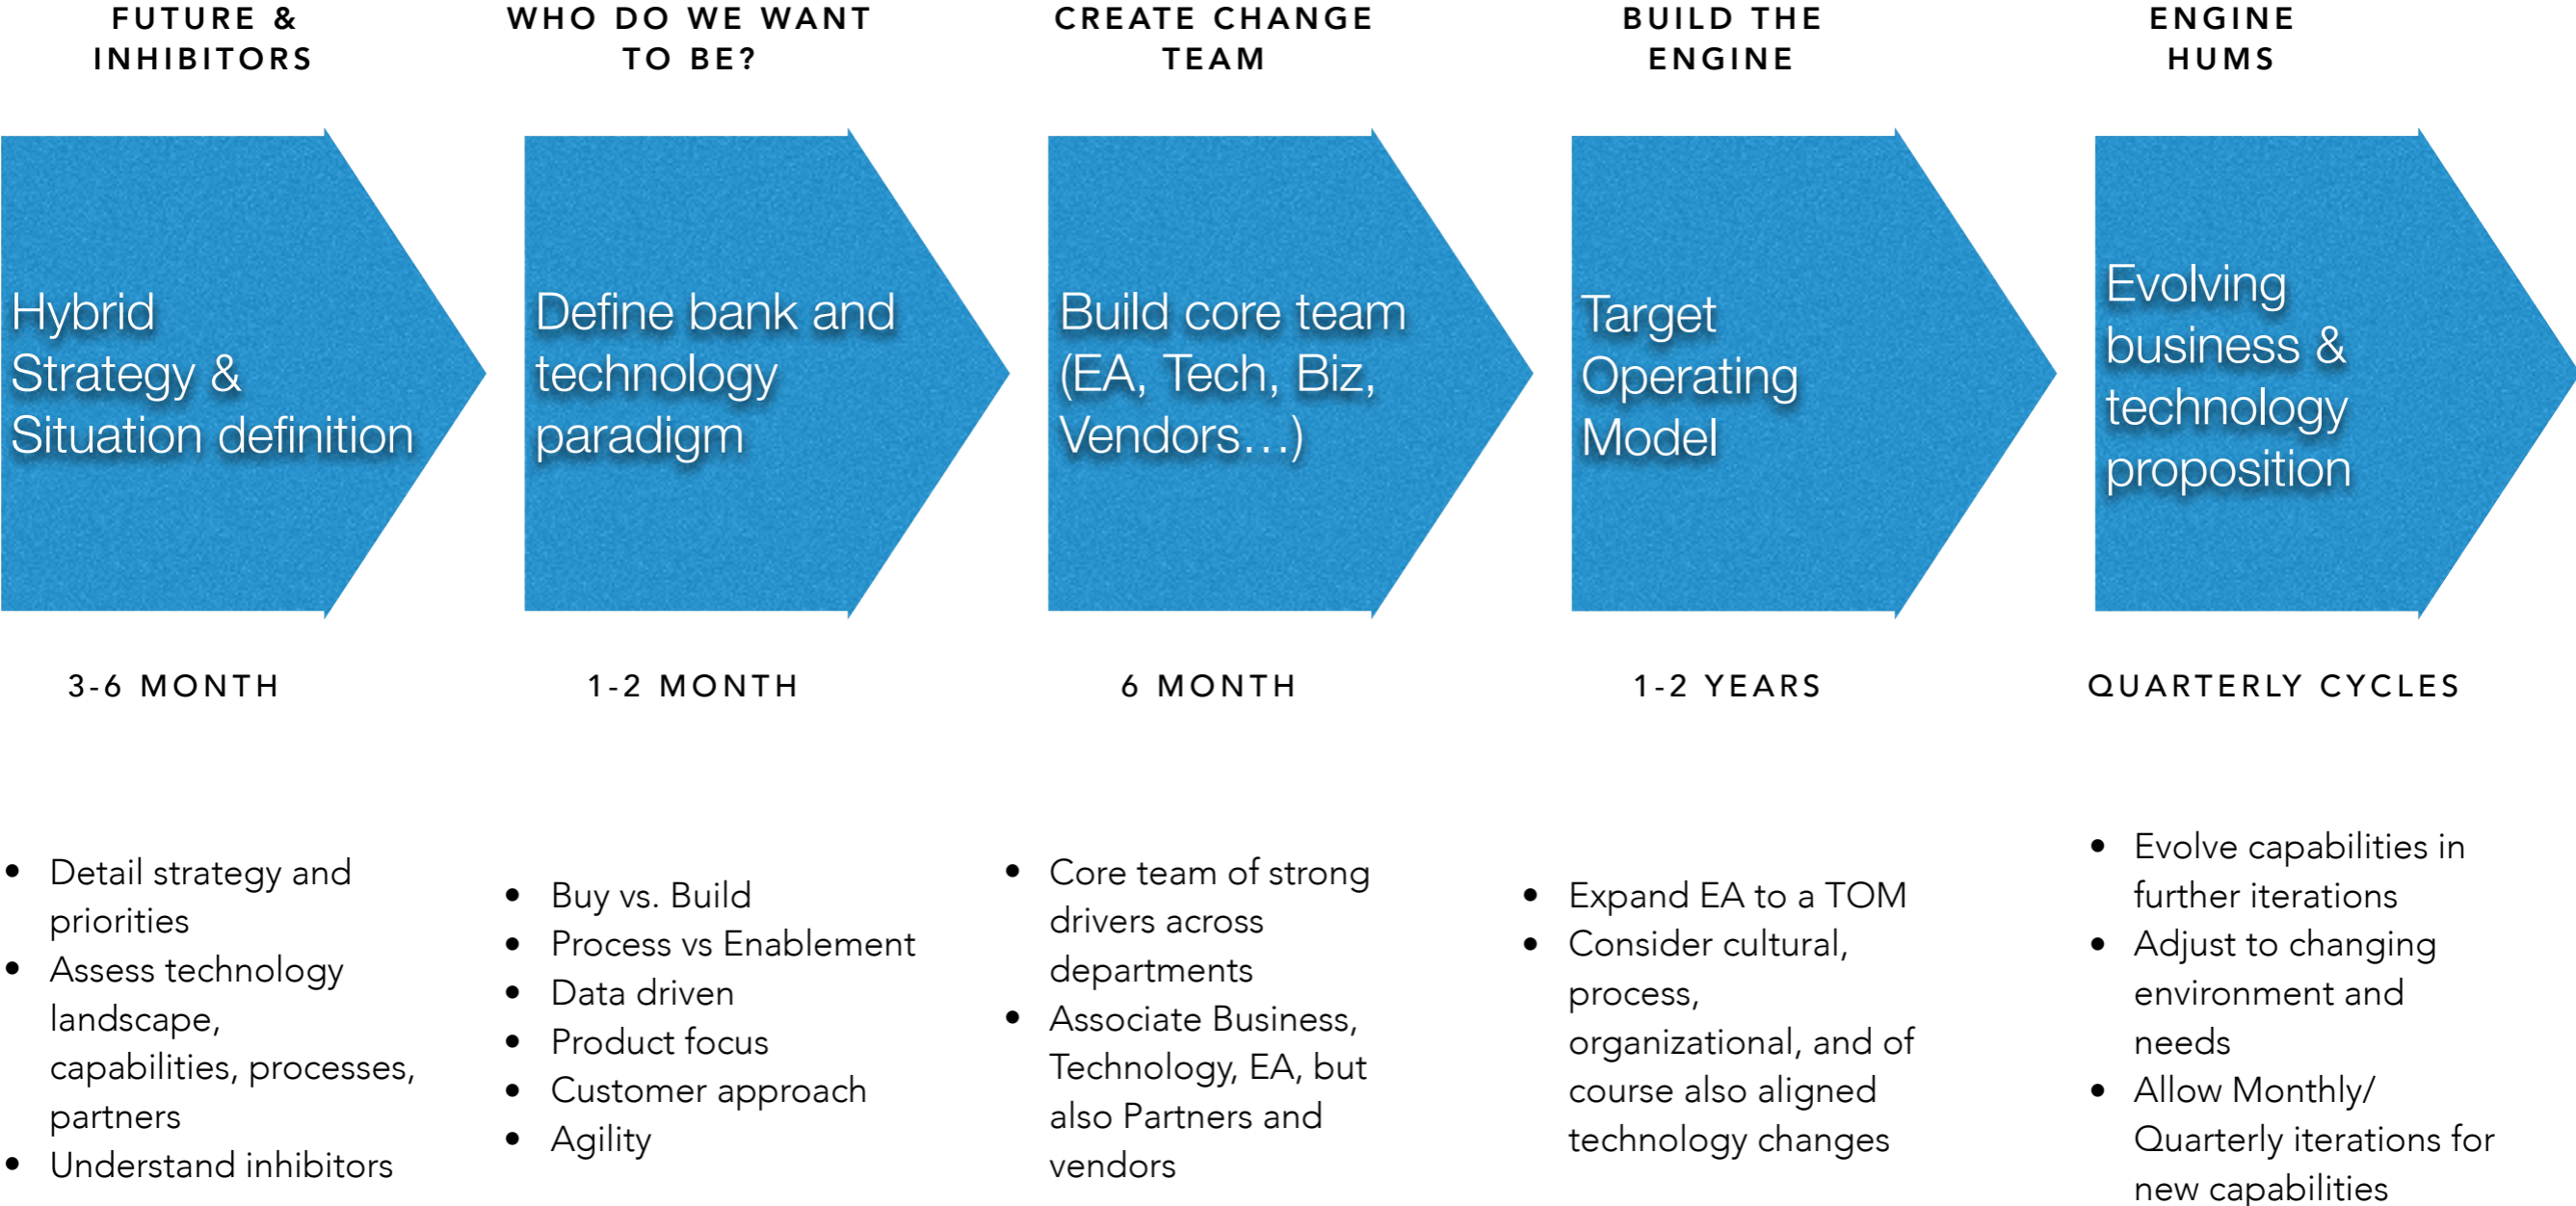 FUTURE &
INHIBITORS
WHO DO WE WANT
TO BE?
CREATE CHANGE
TEAM
BUILD THE
ENGINE
ENGINE
HUMS
Hybrid
Strategy &
Situation definition
Define bank and
technology
paradigm
Build core team
(EA, Tech, Biz,
Vendors…)
Target
Operating
Model
Evolving
business &
technology
proposition
3-6 MONTH
1-2 MONTH
6 MONTH
1-2 YEARS
QUARTERLY CYCLES
• Detail strategy and
priorities
• Assess technology
landscape,
capabilities, processes,
partners
• Understand inhibitors
• Buy vs. Build
• Process vs Enablement
• Data driven
• Product focus
• Customer approach
• Agility
• Core team of strong
drivers across
departments
• Associate Business,
Technology, EA, but
also Partners and
vendors
• Expand EA to a TOM
• Consider cultural,
process,
organizational, and of
course also aligned
technology changes
• Evolve capabilities in
further iterations
• Adjust to changing
environment and
needs
• Allow Monthly/
Quarterly iterations for
new capabilities